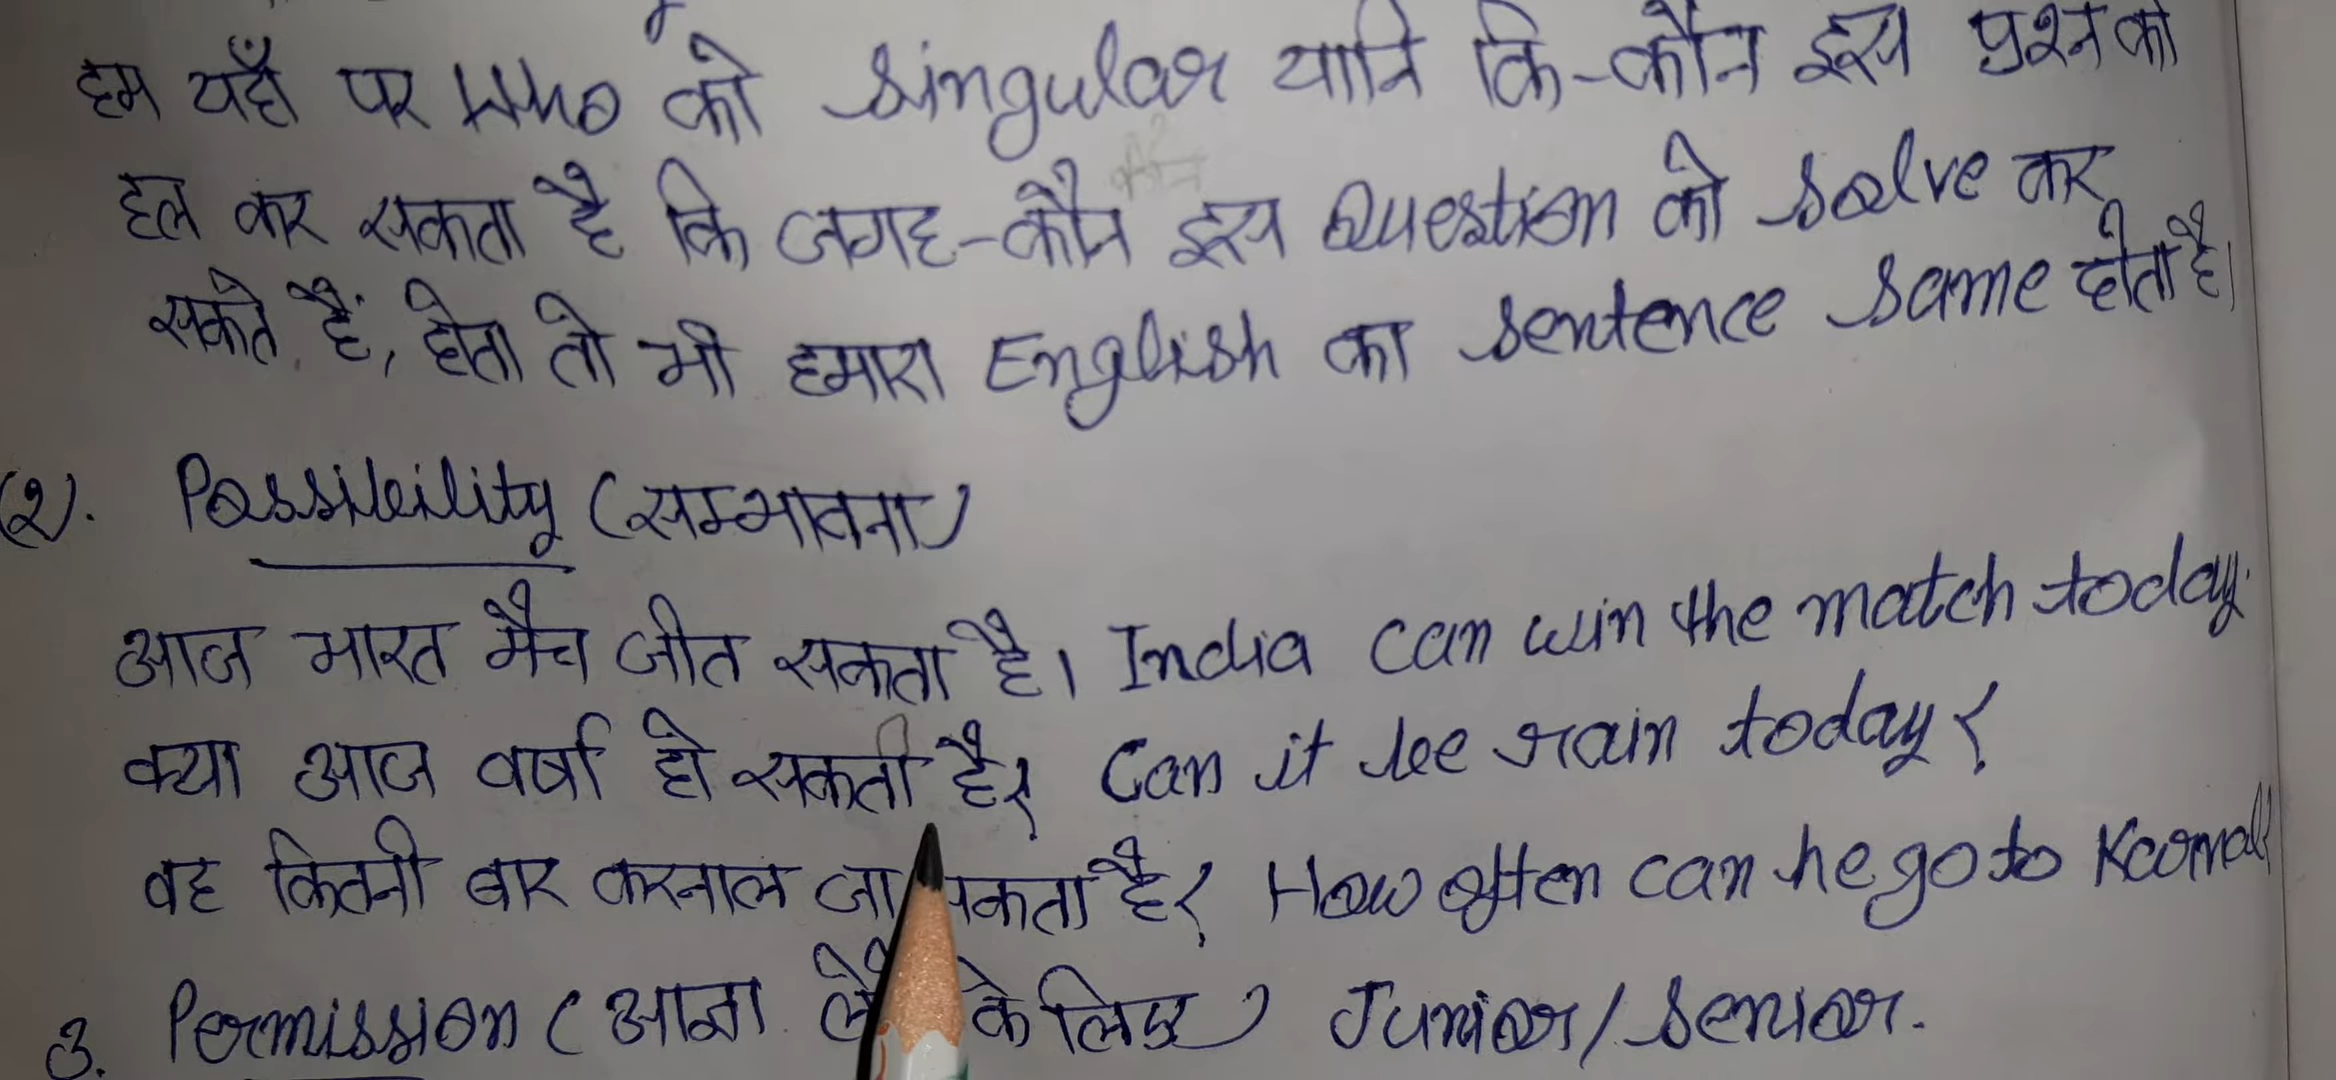 हम यहाँ पर Who को singular यानि कि-कौन इस प्रश्न को
हल कर सकता है कि जगह-कौन इस Question को solve कर
सकते हैं, होता तो भी हमारा English का sentence same होता है।
(२). Possibility (सम्भावना)
आज भारत मैच जीत सकता है। India can win the match today.
क्या आज वर्षा हो सकती है? Can it be rain today?
वह कितनी बार करनाल जा सकता है? How often can he go to Karnal?
3. Permission (आज्ञा के लिए) Junior/Senior.